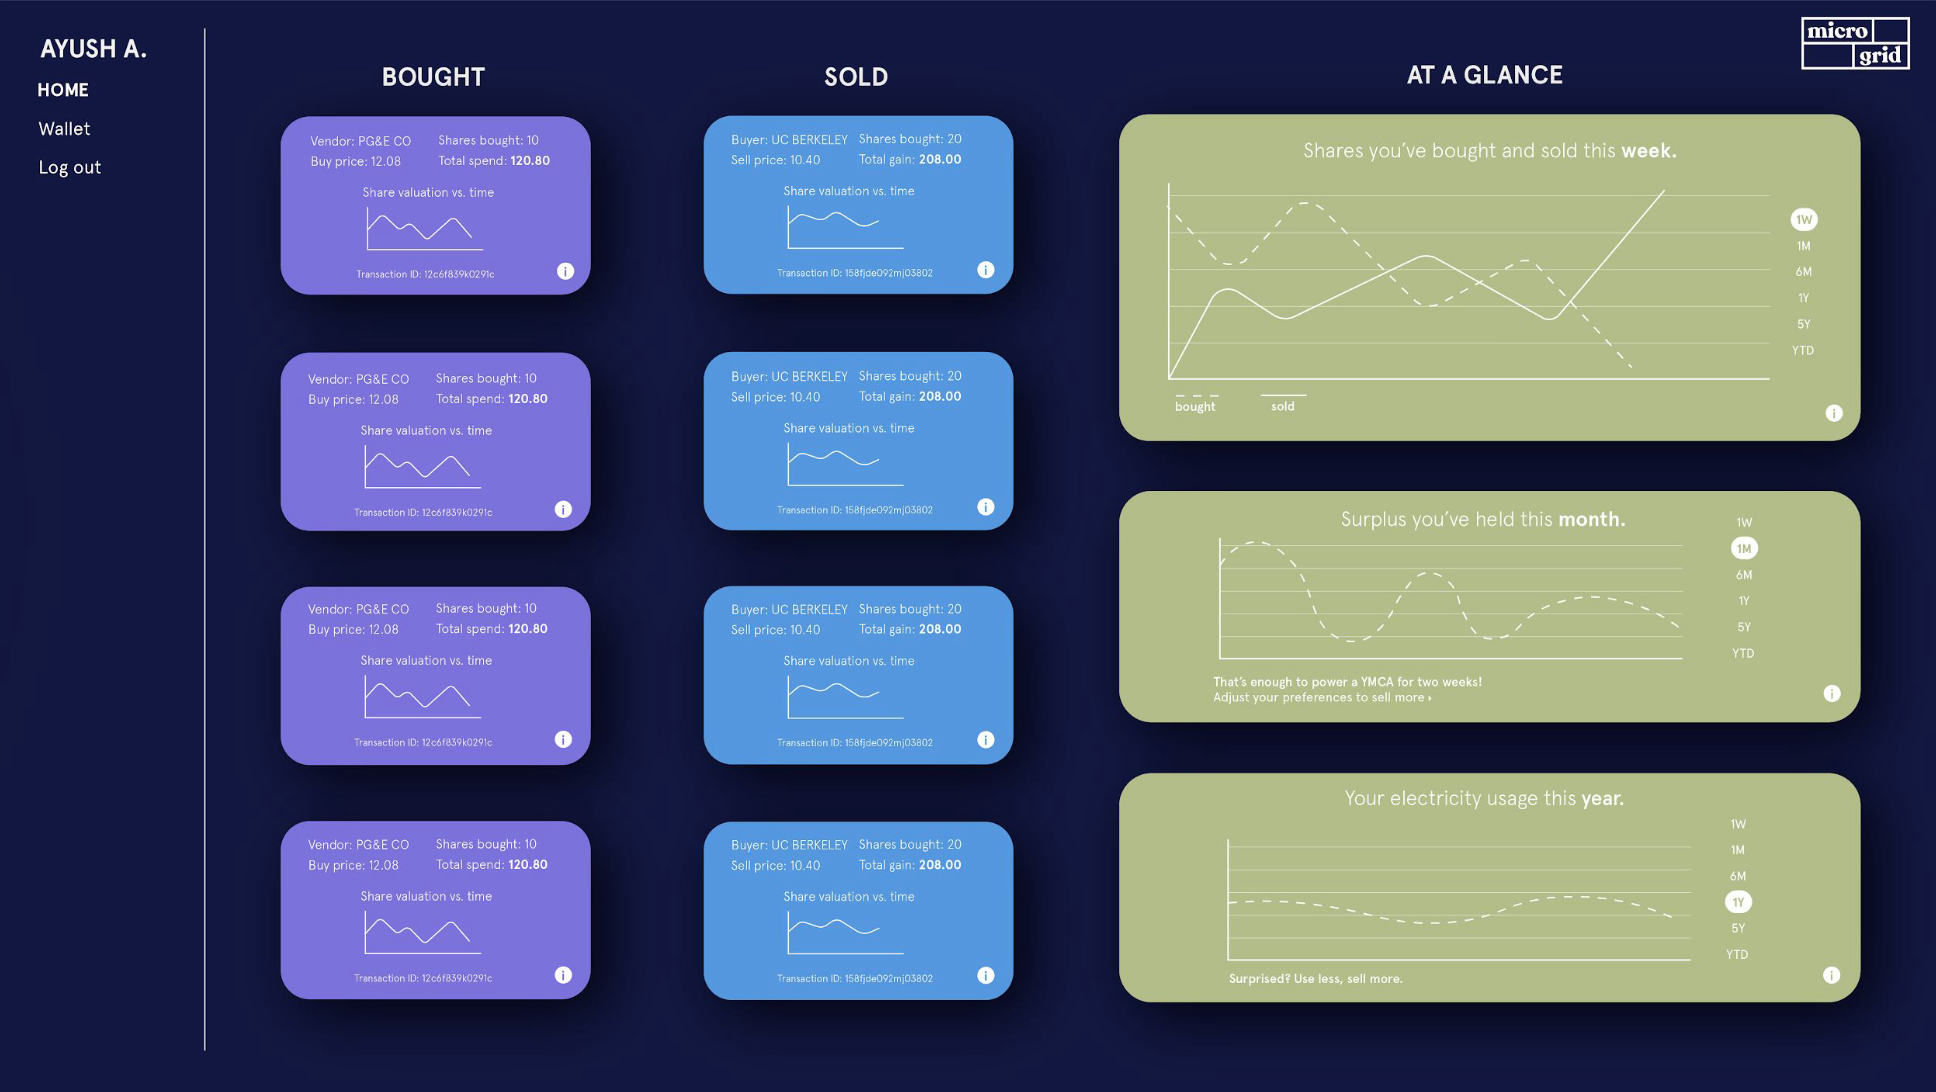 AYUSH A.
HOME
Wallet
Log out
BOUGHT
Vendor: PG&E CO Shares bought: 10
Buy price: 12.08 Total spend: 120.80
Share valuation vs. time
Transaction ID: 12c6f839k0291c
i
Vendor: PG&E CO Shares bought: 10
Buy price: 12.08 Total spend: 120.80
Share valuation vs. time
Transaction ID: 12c6f839k0291c
i
Vendor: PG&E CO Shares bought: 10
Buy price: 12.08 Total spend: 120.80
Share valuation vs. time
Transaction ID: 12c6f839k0291c
i
Vendor: PG&E CO Shares bought: 10
Buy price: 12.08 Total spend: 120.80
Share valuation vs. time
Transaction ID: 12c6f839k0291c
i
SOLD
Buyer: UC BERKELEY Shares bought: 20
Sell price: 10.40 Total gain: 208.00
Share valuation vs. time
Transaction ID: 158fjde092mj03802
i
Buyer: UC BERKELEY Shares bought: 20
Sell price: 10.40 Total gain: 208.00
Share valuation vs. time
Transaction ID: 158fjde092mj03802
i
Buyer: UC BERKELEY Shares bought: 20
Sell price: 10.40 Total gain: 208.00
Share valuation vs. time
Transaction ID: 158fjde092mj03802
i
Buyer: UC BERKELEY Shares bought: 20
Sell price: 10.40 Total gain: 208.00
Share valuation vs. time
Transaction ID: 158fjde092mj03802
i
micro
grid
AT A GLANCE
Shares you've bought and sold this week.
1W
1M
6M
1Y
5Y
YTD
bought sold
i
Surplus you've held this month.
1W
1M
6M
1Y
5Y
YTD
That's enough to power a YMCA for two weeks!
Adjust your preferences to sell more ›
i
Your electricity usage this year.
1W
1M
6M
1Y
5Y
YTD
Surprised? Use less, sell more.
i